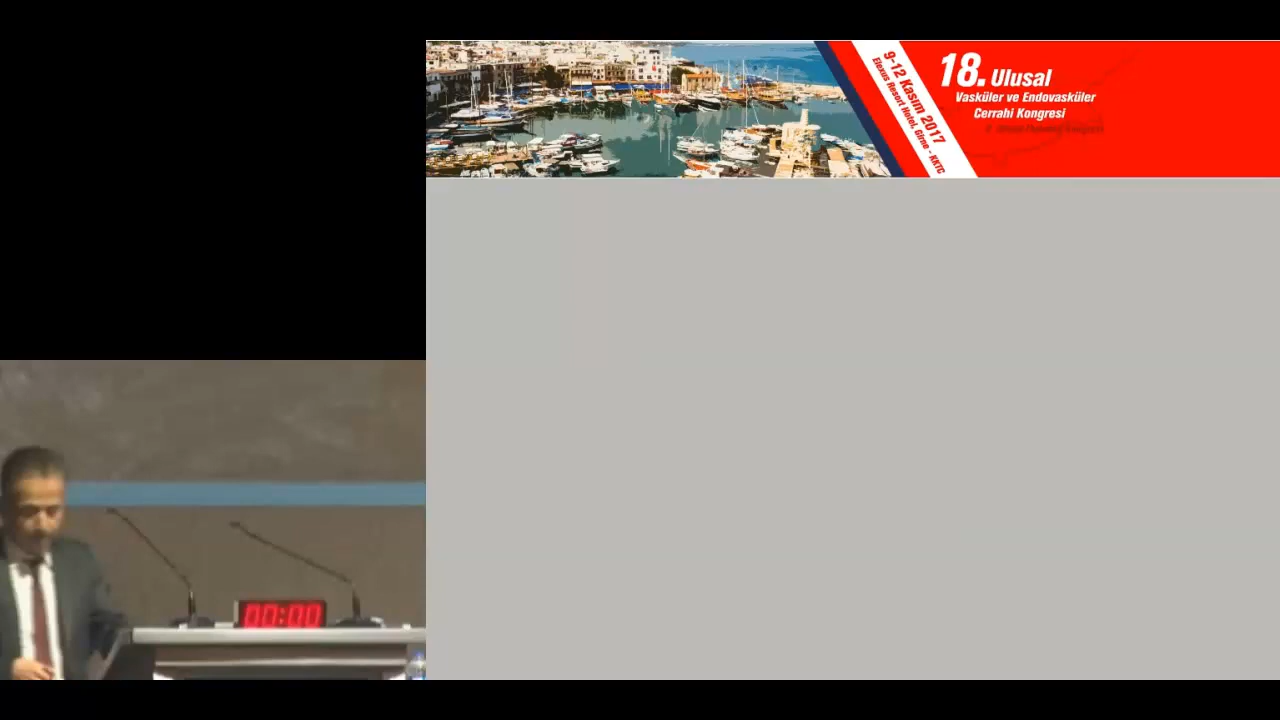 9-12 Kasım 2017
Elexus Resort Hotel, Girne - KKTC
18. Ulusal
Vasküler ve Endovasküler
Cerrahi Kongresi
00:00